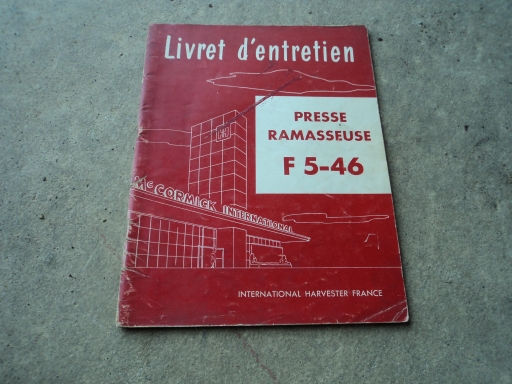 Livret d'entretien
PRESSE
RAMASSEUSE
F 5-46
McCORMICK INTERNATIONAL
INTERNATIONAL HARVESTER FRANCE